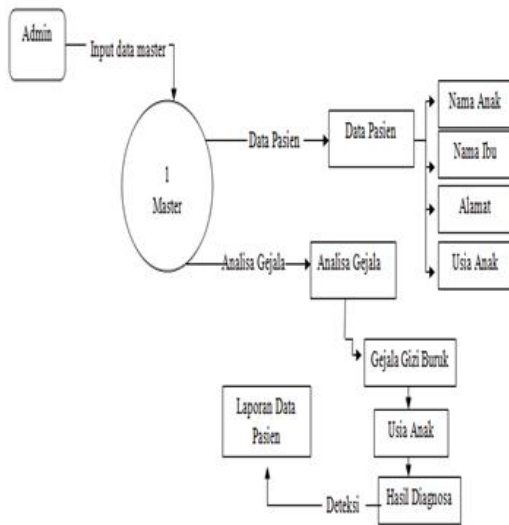 Admin
Input data master
Nama Anak
Data Pasien
Data Pasien
Nama Ibu
1
Master
Alamat
Analisa Gejala
Analisa Gejala
Usia Anak
Gejala Gizi Buruk
Laporan Data
Pasien
Usia Anak
Deteksi
Hasil Diagnosa